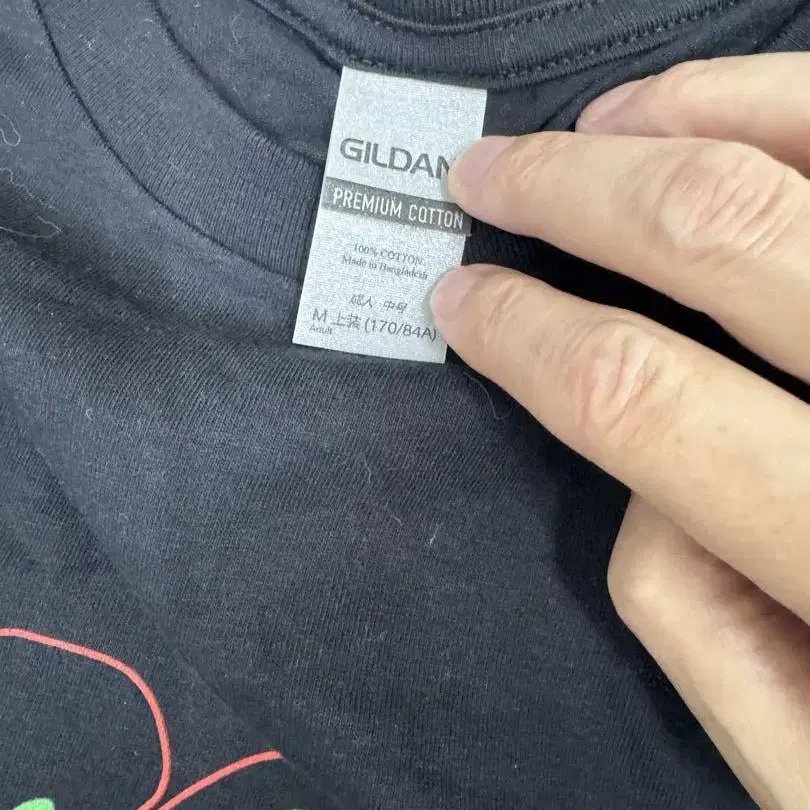 GILDAN
PREMIUM COTTON
100% COTTON
Made in Bangladesh
成人 中号
M 上装 (170/84A)
Adult